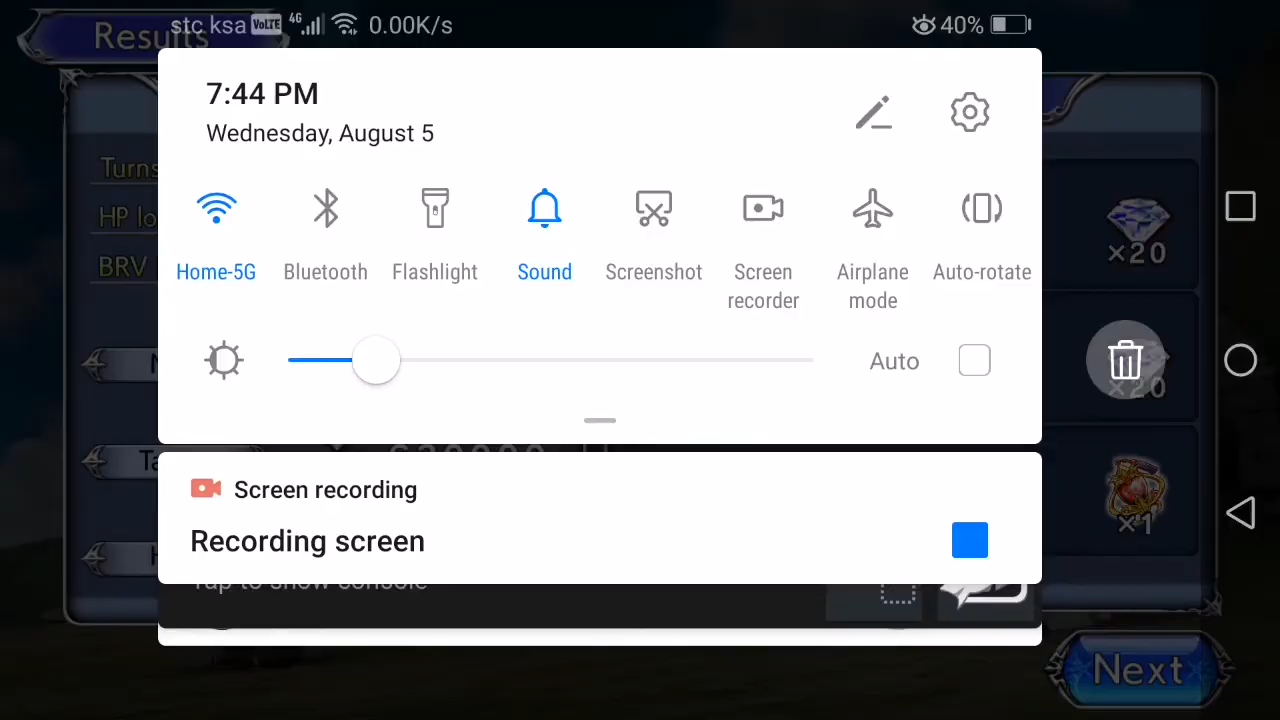 stc ksa VoLTE 4G 0.00K/s 40%
Results
7:44 PM
Wednesday, August 5
Turns
HP lo
BRV
Home-5G Bluetooth Flashlight Sound Screenshot Screen recorder Airplane mode Auto-rotate
×20
Auto
×20
Screen recording
Recording screen
×1
Tap to show console
Next